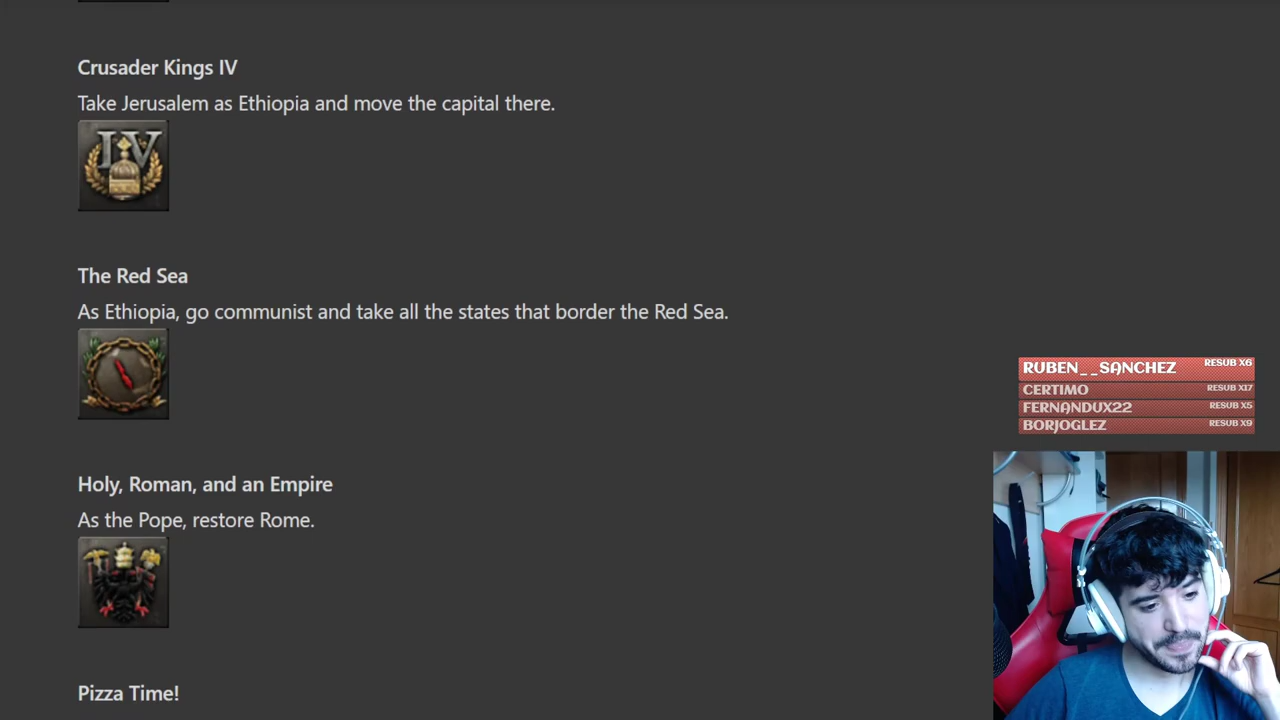 Crusader Kings IV
Take Jerusalem as Ethiopia and move the capital there.
IV
The Red Sea
As Ethiopia, go communist and take all the states that border the Red Sea.
RUBEN__SANCHEZ RESUB X6
CERTIMO RESUB X17
FERNANDUX22 RESUB X5
BORJOGLEZ RESUB X9
Holy, Roman, and an Empire
As the Pope, restore Rome.
Pizza Time!